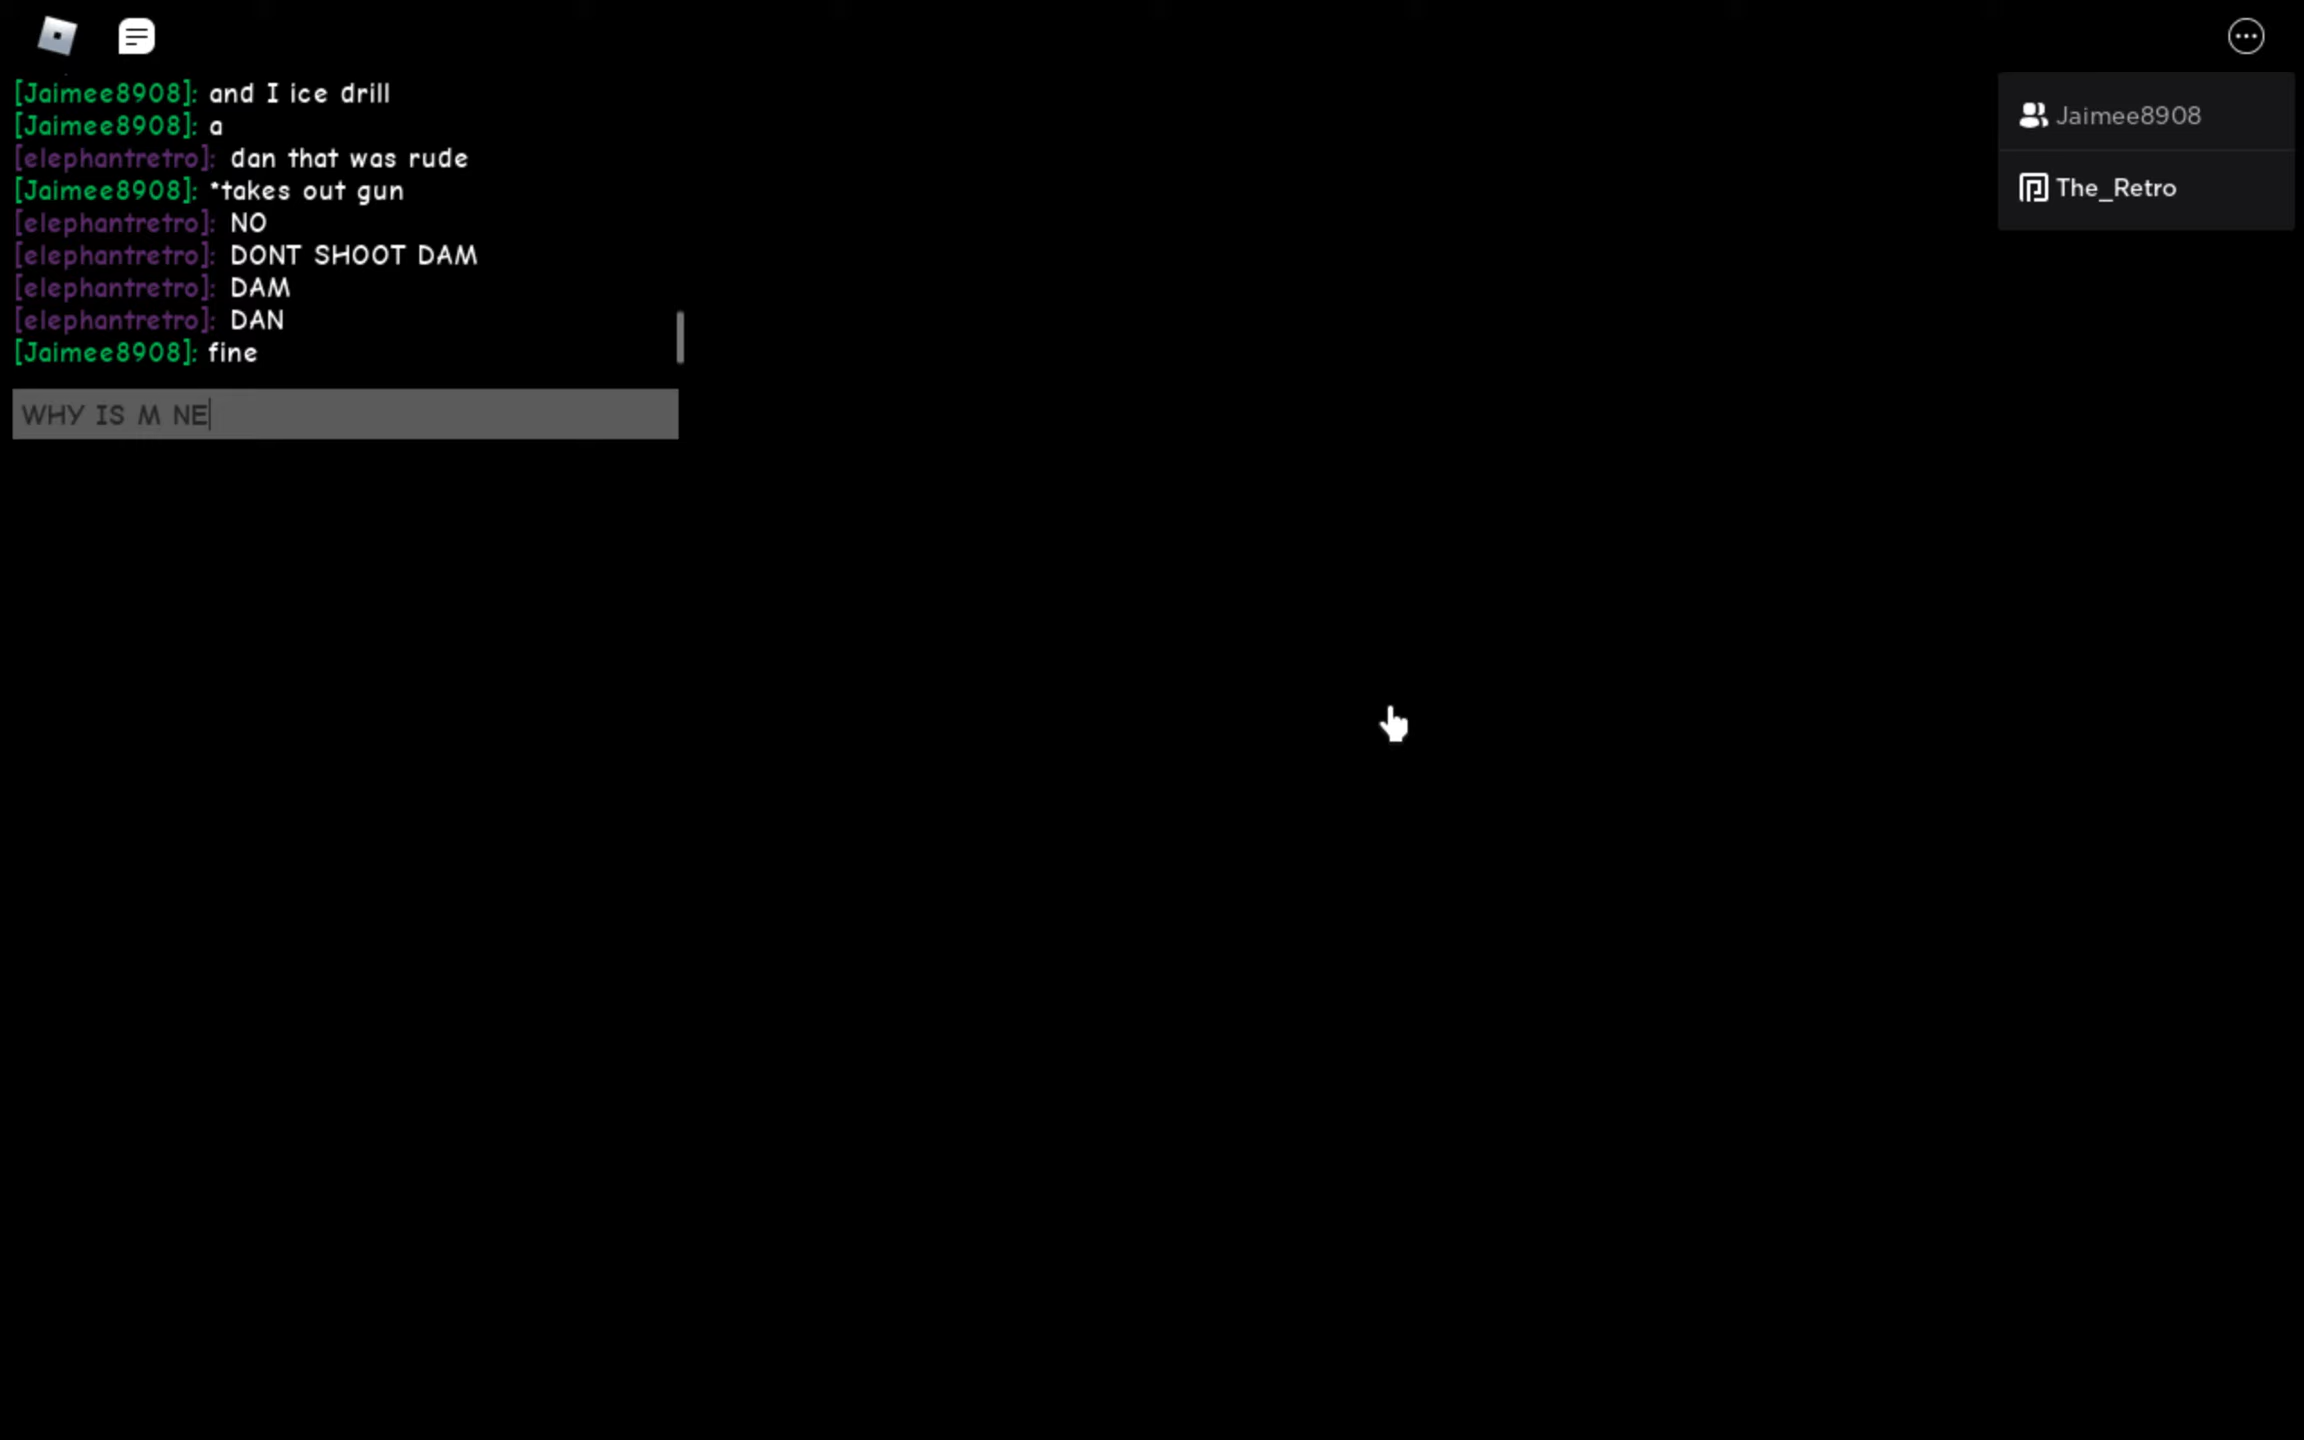 [Jaimee8908]: and I ice drill
[Jaimee8908]: a
[elephantretro]: dan that was rude
[Jaimee8908]: *takes out gun
[elephantretro]: NO
[elephantretro]: DONT SHOOT DAM
[elephantretro]: DAM
[elephantretro]: DAN
[Jaimee8908]: fine
WHY IS M NE
Jaimee8908
The_Retro